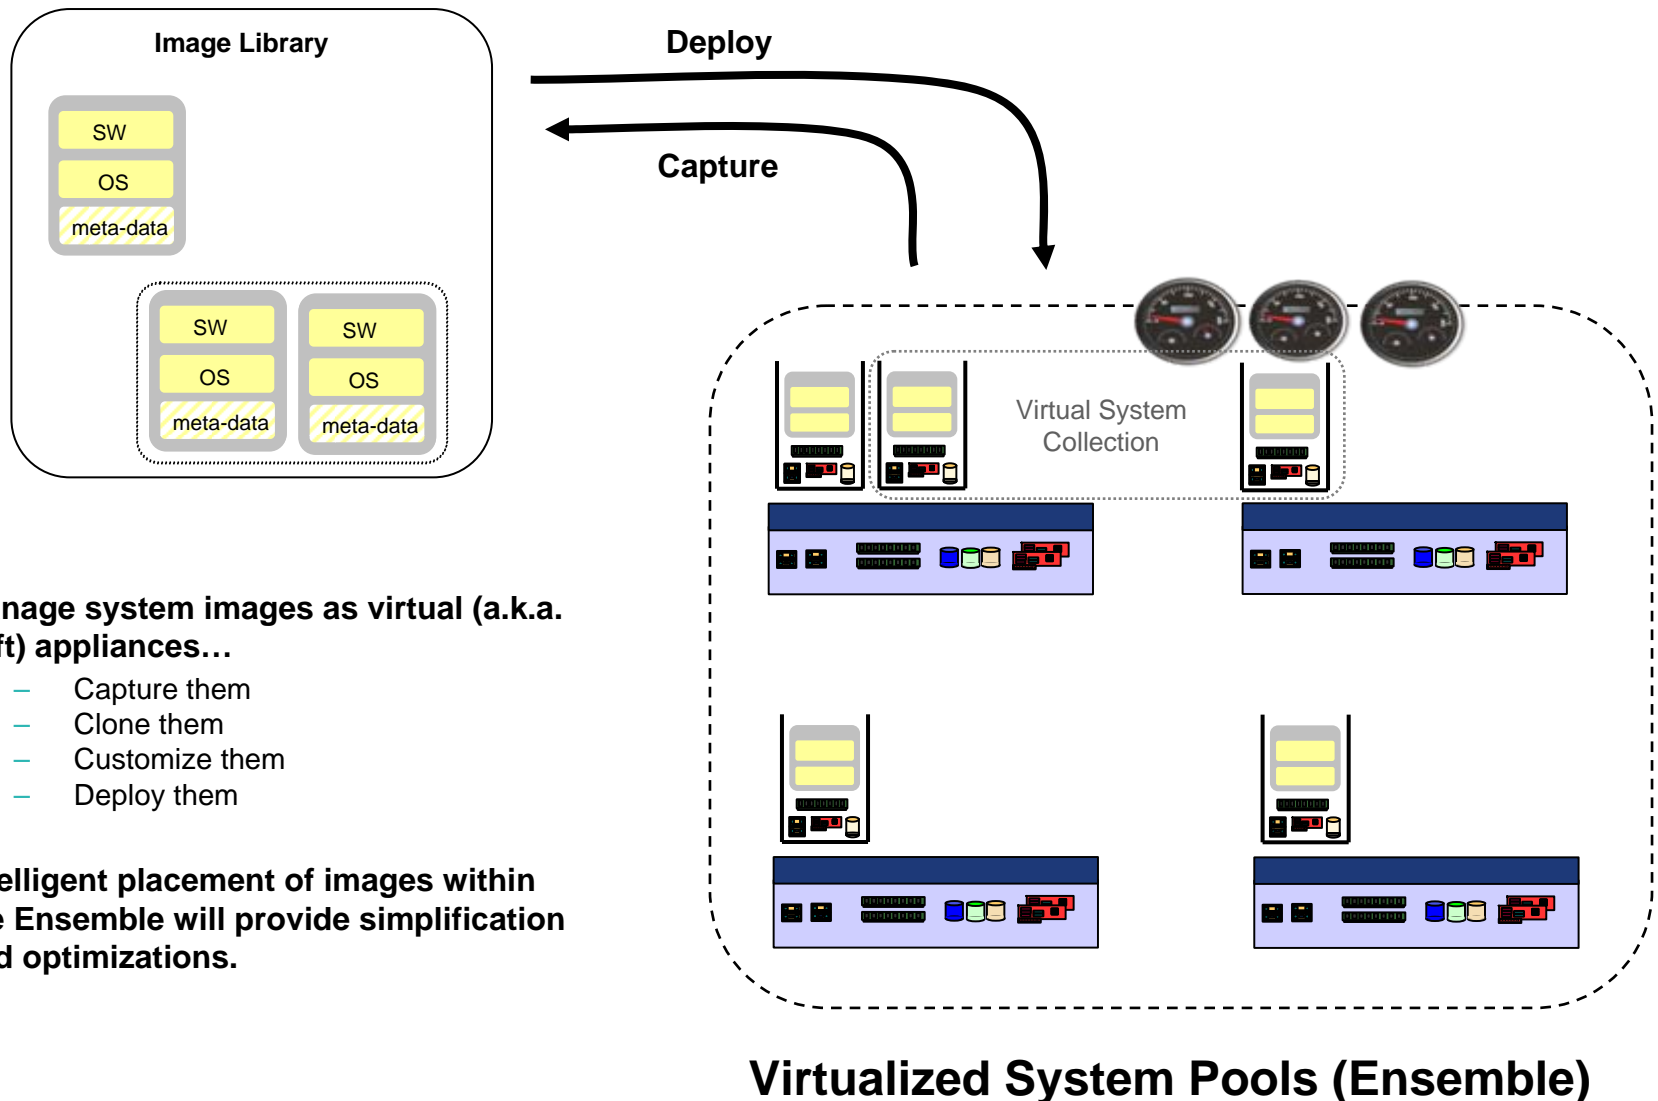 Image Library
SW
OS
meta-data
SW
OS
meta-data
SW
OS
meta-data
Deploy
Capture
Virtual System
Collection
nage system images as virtual (a.k.a.
ft) appliances…
– Capture them
– Clone them
– Customize them
– Deploy them
elligent placement of images within
e Ensemble will provide simplification
d optimizations.
Virtualized System Pools (Ensemble)